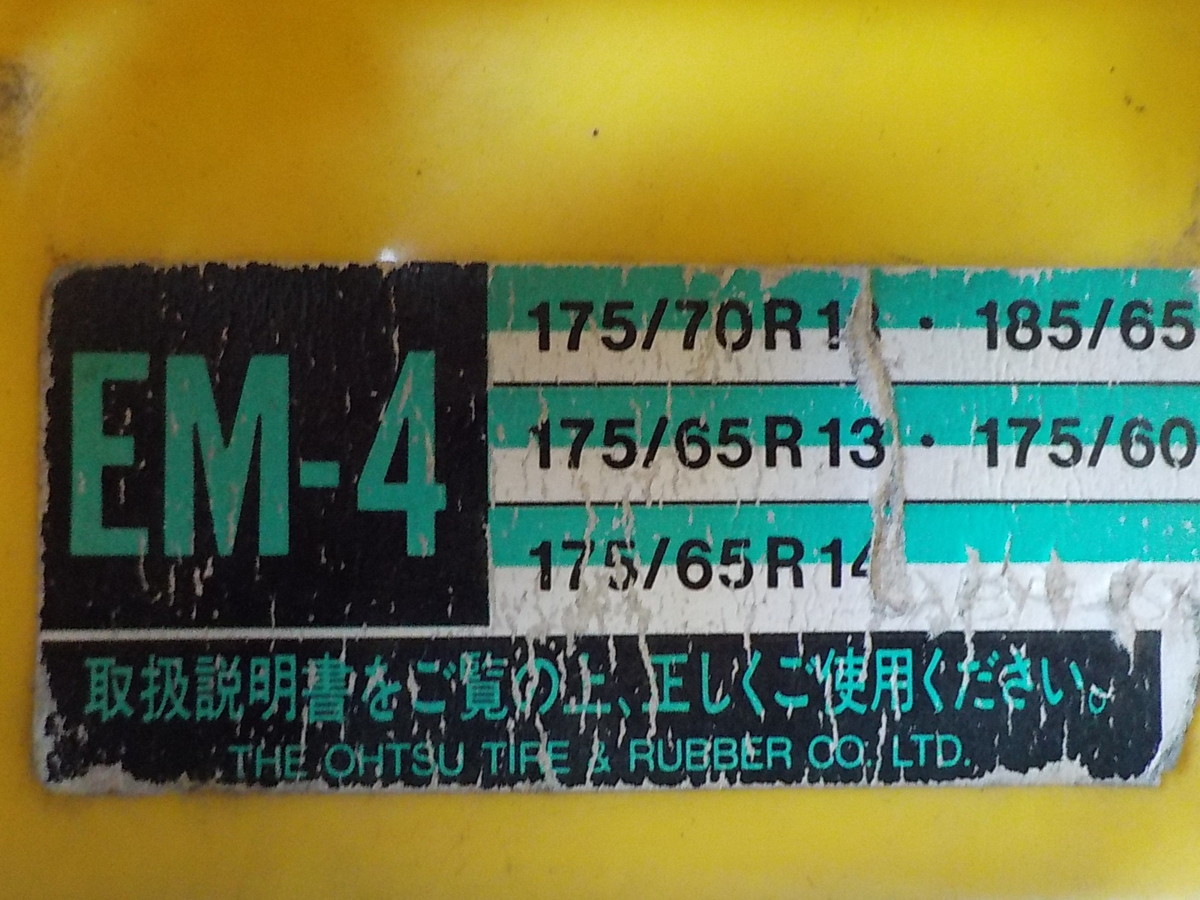 EM-4
175/70R13 · 185/65
175/65R13 · 175/60
175/65R14
取扱説明書をご覧の上、正しくご使用ください。
THE OHTSU TIRE & RUBBER CO. LTD.